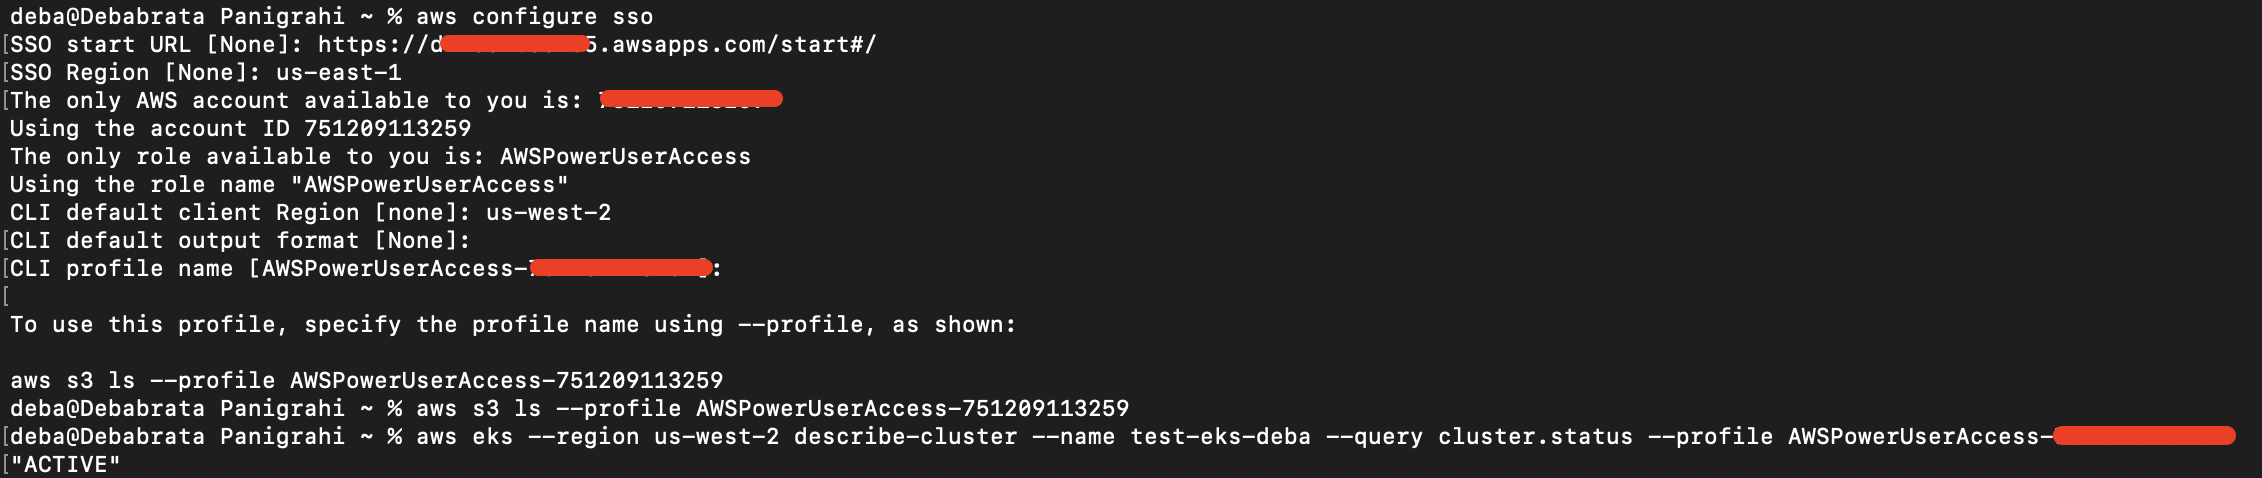 deba@Debabrata Panigrahi ~ % aws configure sso
[SSO start URL [None]: https://d 5.awsapps.com/start#/
[SSO Region [None]: us-east-1
[The only AWS account available to you is:
Using the account ID 751209113259
The only role available to you is: AWSPowerUserAccess
Using the role name "AWSPowerUserAccess"
CLI default client Region [none]: us-west-2
[CLI default output format [None]:
[CLI profile name [AWSPowerUserAccess- ]:
[
To use this profile, specify the profile name using --profile, as shown:
aws s3 ls --profile AWSPowerUserAccess-751209113259
deba@Debabrata Panigrahi ~ % aws s3 ls --profile AWSPowerUserAccess-751209113259
[deba@Debabrata Panigrahi ~ % aws eks --region us-west-2 describe-cluster --name test-eks-deba --query cluster.status --profile AWSPowerUserAccess-
["ACTIVE"